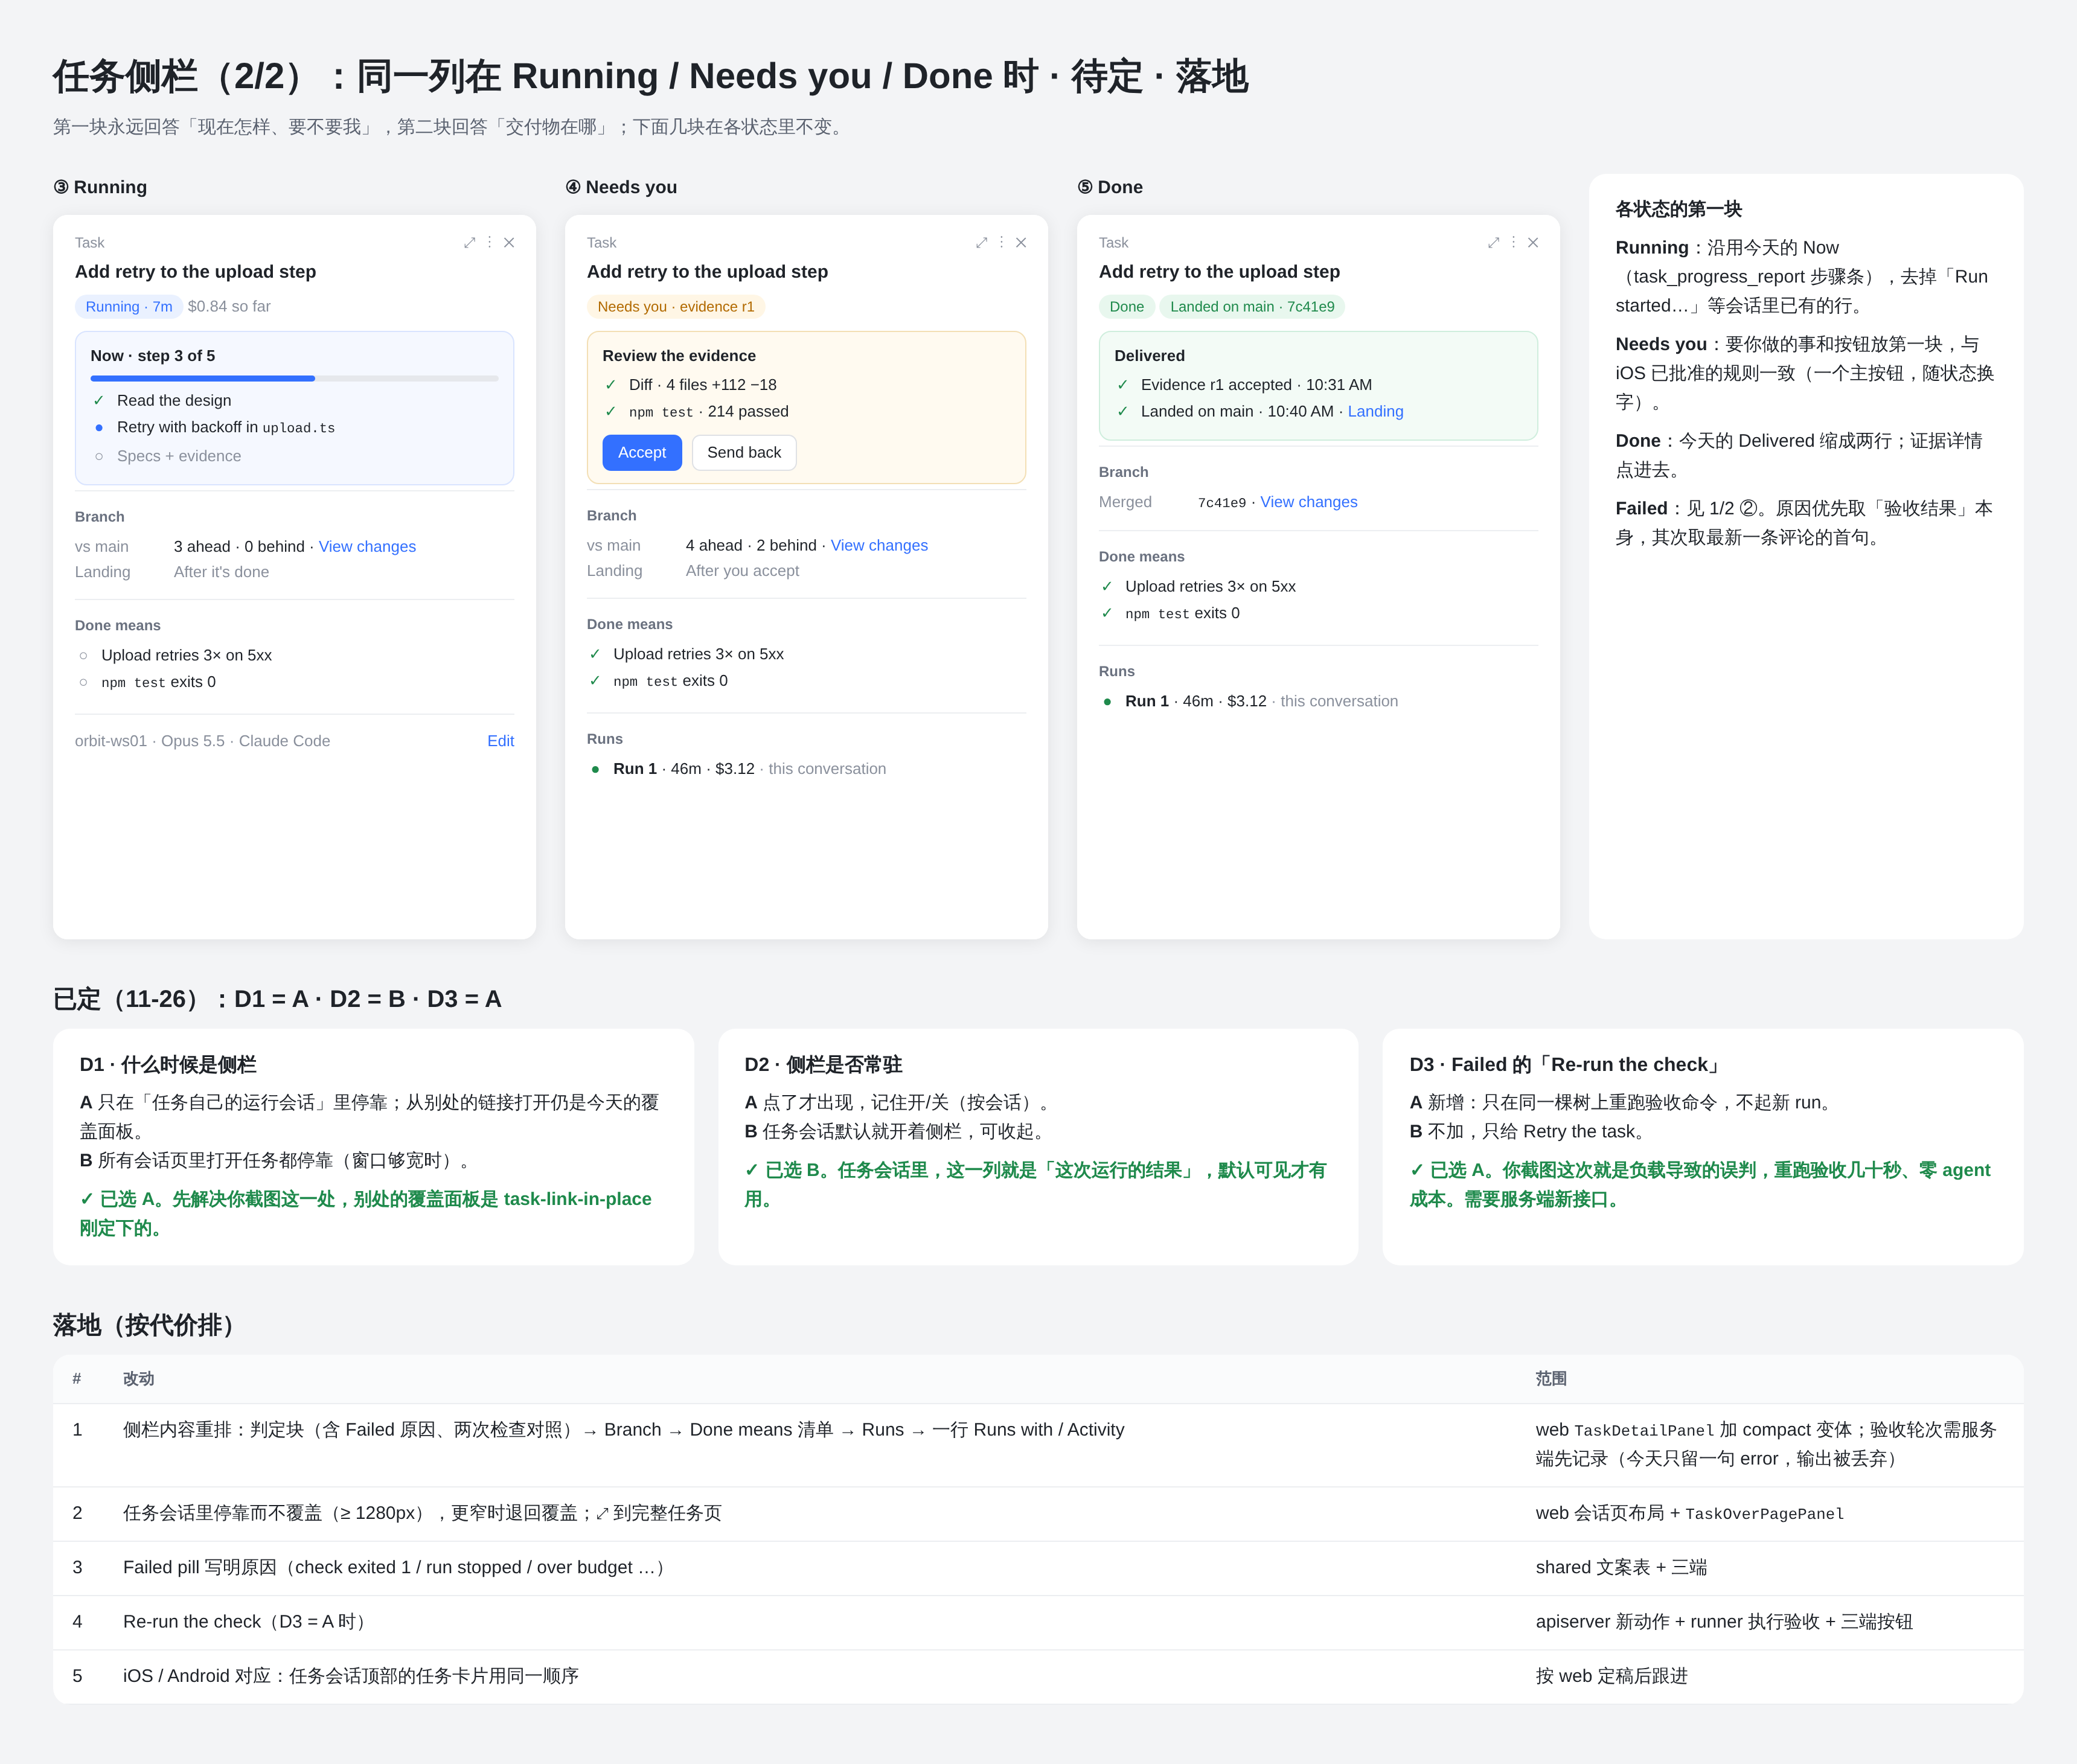 任务侧栏（2/2）：同一列在 Running / Needs you / Done 时 · 待定 · 落地
第一块永远回答「现在怎样、要不要我」，第二块回答「交付物在哪」；下面几块在各状态里不变。
③ Running
Task
Add retry to the upload step
Running · 7m $0.84 so far
Now · step 3 of 5
✓ Read the design
● Retry with backoff in upload.ts
○ Specs + evidence
Branch
vs main 3 ahead · 0 behind · View changes
Landing After it's done
Done means
○ Upload retries 3× on 5xx
○ npm test exits 0
orbit-ws01 · Opus 5.5 · Claude Code Edit
④ Needs you
Task
Add retry to the upload step
Needs you · evidence r1
Review the evidence
✓ Diff · 4 files +112 −18
✓ npm test · 214 passed
Accept Send back
Branch
vs main 4 ahead · 2 behind · View changes
Landing After you accept
Done means
✓ Upload retries 3× on 5xx
✓ npm test exits 0
Runs
● Run 1 · 46m · $3.12 · this conversation
⑤ Done
Task
Add retry to the upload step
Done Landed on main · 7c41e9
Delivered
✓ Evidence r1 accepted · 10:31 AM
✓ Landed on main · 10:40 AM · Landing
Branch
Merged 7c41e9 · View changes
Done means
✓ Upload retries 3× on 5xx
✓ npm test exits 0
Runs
● Run 1 · 46m · $3.12 · this conversation
各状态的第一块
Running：沿用今天的 Now
（task_progress_report 步骤条），去掉「Run
started…」等会话里已有的行。
Needs you：要你做的事和按钮放第一块，与
iOS 已批准的规则一致（一个主按钮，随状态换
字）。
Done：今天的 Delivered 缩成两行；证据详情
点进去。
Failed：见 1/2 ②。原因优先取「验收结果」本
身，其次取最新一条评论的首句。
已定（11-26）：D1 = A · D2 = B · D3 = A
D1 · 什么时候是侧栏
A 只在「任务自己的运行会话」里停靠；从别处的链接打开仍是今天的覆
盖面板。
B 所有会话页里打开任务都停靠（窗口够宽时）。
✓ 已选 A。先解决你截图这一处，别处的覆盖面板是 task-link-in-place
刚定下的。
D2 · 侧栏是否常驻
A 点了才出现，记住开/关（按会话）。
B 任务会话默认就开着侧栏，可收起。
✓ 已选 B。任务会话里，这一列就是「这次运行的结果」，默认可见才有
用。
D3 · Failed 的「Re-run the check」
A 新增：只在同一棵树上重跑验收命令，不起新 run。
B 不加，只给 Retry the task。
✓ 已选 A。你截图这次就是负载导致的误判，重跑验收几十秒、零 agent
成本。需要服务端新接口。
落地（按代价排）
# 改动 范围
1 侧栏内容重排：判定块（含 Failed 原因、两次检查对照）→ Branch → Done means 清单 → Runs → 一行 Runs with / Activity web TaskDetailPanel 加 compact 变体；验收轮次需服务
端先记录（今天只留一句 error，输出被丢弃）
2 任务会话里停靠而不覆盖（≥ 1280px），更窄时退回覆盖；⤢ 到完整任务页 web 会话页布局 + TaskOverPagePanel
3 Failed pill 写明原因（check exited 1 / run stopped / over budget …） shared 文案表 + 三端
4 Re-run the check（D3 = A 时） apiserver 新动作 + runner 执行验收 + 三端按钮
5 iOS / Android 对应：任务会话顶部的任务卡片用同一顺序 按 web 定稿后跟进